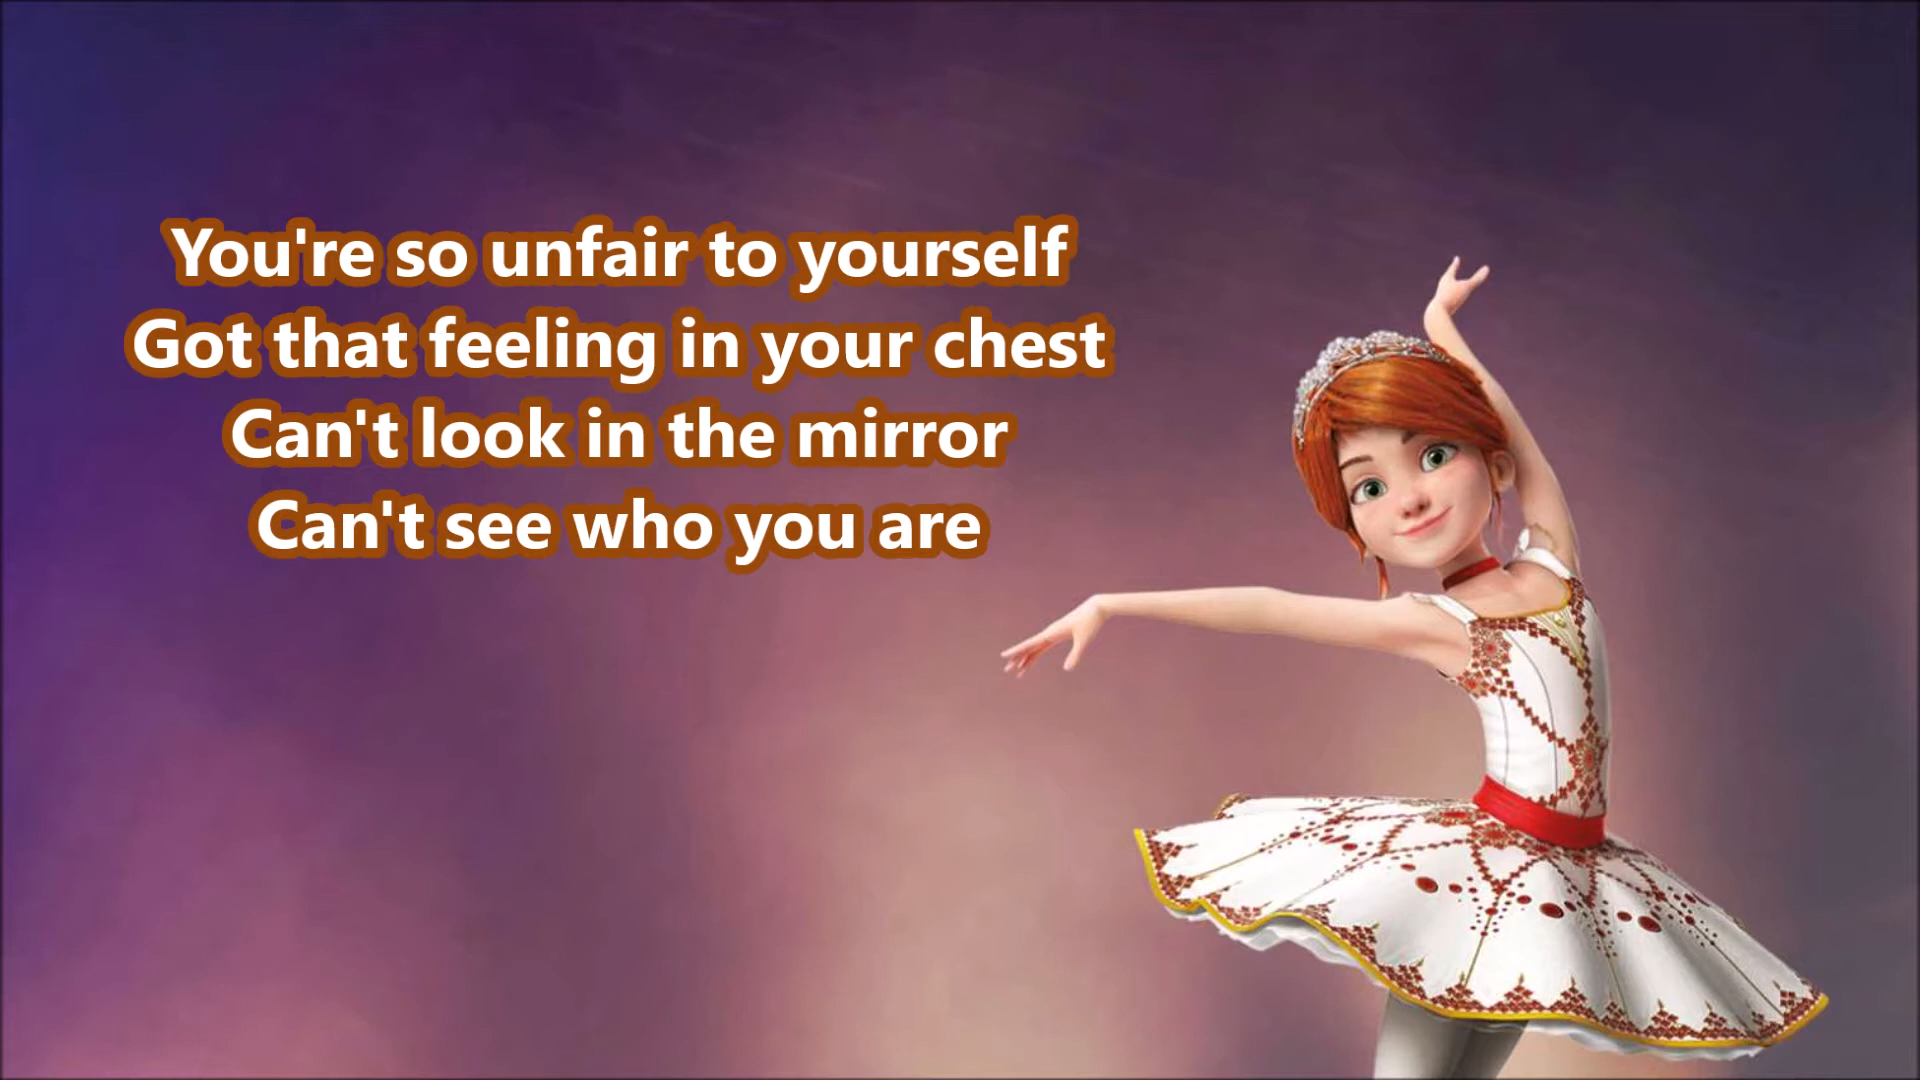 You're so unfair to yourself
Got that feeling in your chest
Can't look in the mirror
Can't see who you are